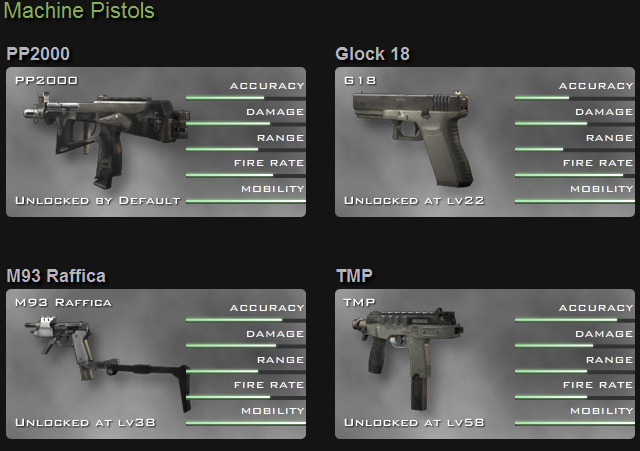 Machine Pistols
PP2000
PP2000
ACCURACY
DAMAGE
RANGE
FIRE RATE
MOBILITY
Unlocked by Default
Glock 18
G18
ACCURACY
DAMAGE
RANGE
FIRE RATE
MOBILITY
Unlocked at lv22
M93 Raffica
M93 Raffica
ACCURACY
DAMAGE
RANGE
FIRE RATE
MOBILITY
Unlocked at lv38
TMP
TMP
ACCURACY
DAMAGE
RANGE
FIRE RATE
MOBILITY
Unlocked at lv58